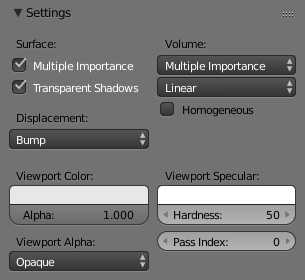 Settings
Surface:
Multiple Importance
Transparent Shadows
Displacement:
Bump
Volume:
Multiple Importance
Linear
Homogeneous
Viewport Color:
Alpha: 1.000
Viewport Alpha:
Opaque
Viewport Specular:
Hardness: 50
Pass Index: 0